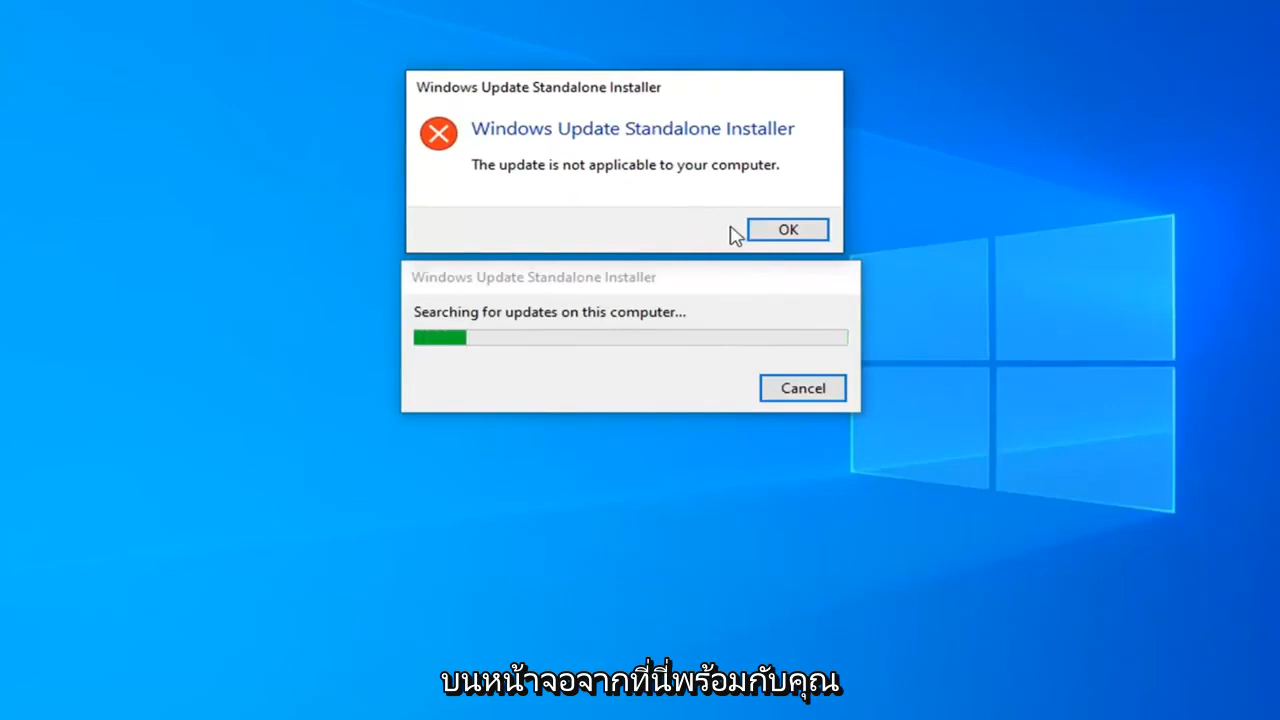 Windows Update Standalone Installer
Windows Update Standalone Installer
The update is not applicable to your computer.
OK
Windows Update Standalone Installer
Searching for updates on this computer...
Cancel
บนหน้าจอจากที่นี่พร้อมกับคุณ